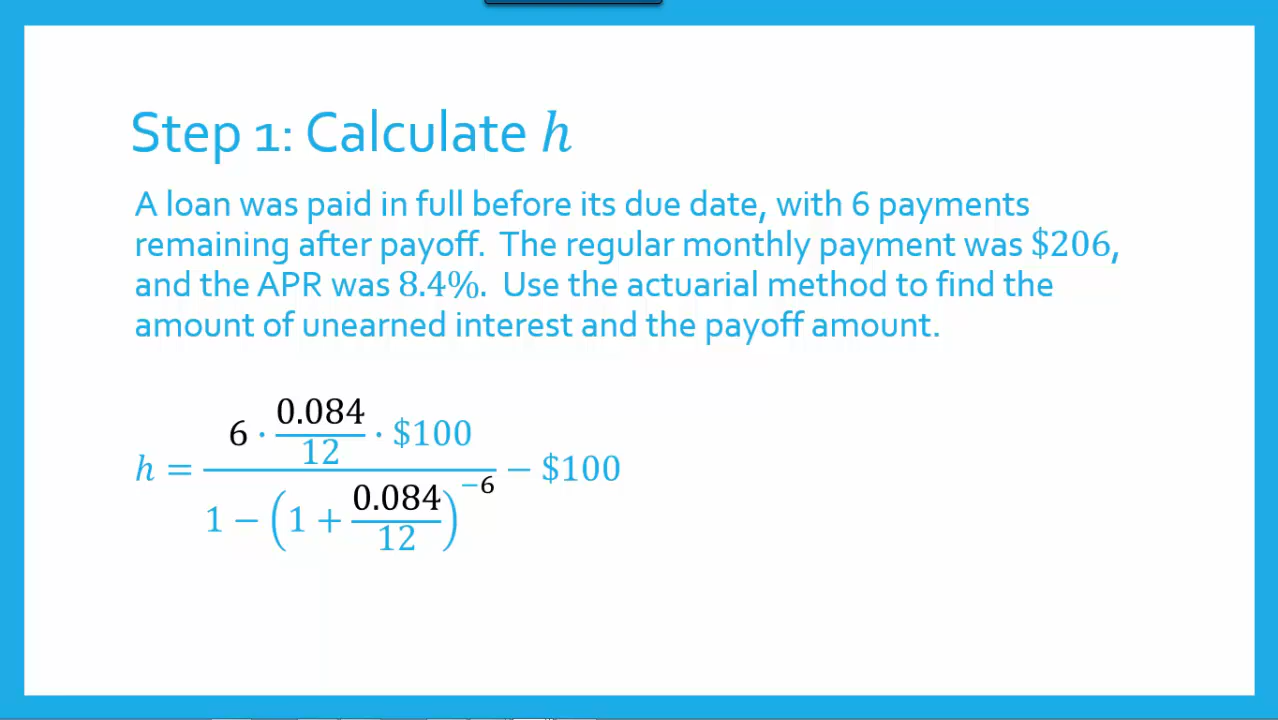 Step 1: Calculate ℎ
A loan was paid in full before its due date, with 6 payments
remaining after payoff. The regular monthly payment was $206,
and the APR was 8.4%. Use the actuarial method to find the
amount of unearned interest and the payoff amount.
6 · 0.084/12 · $100
ℎ = ─── − $100
1 − (1 + 0.084/12)^−6